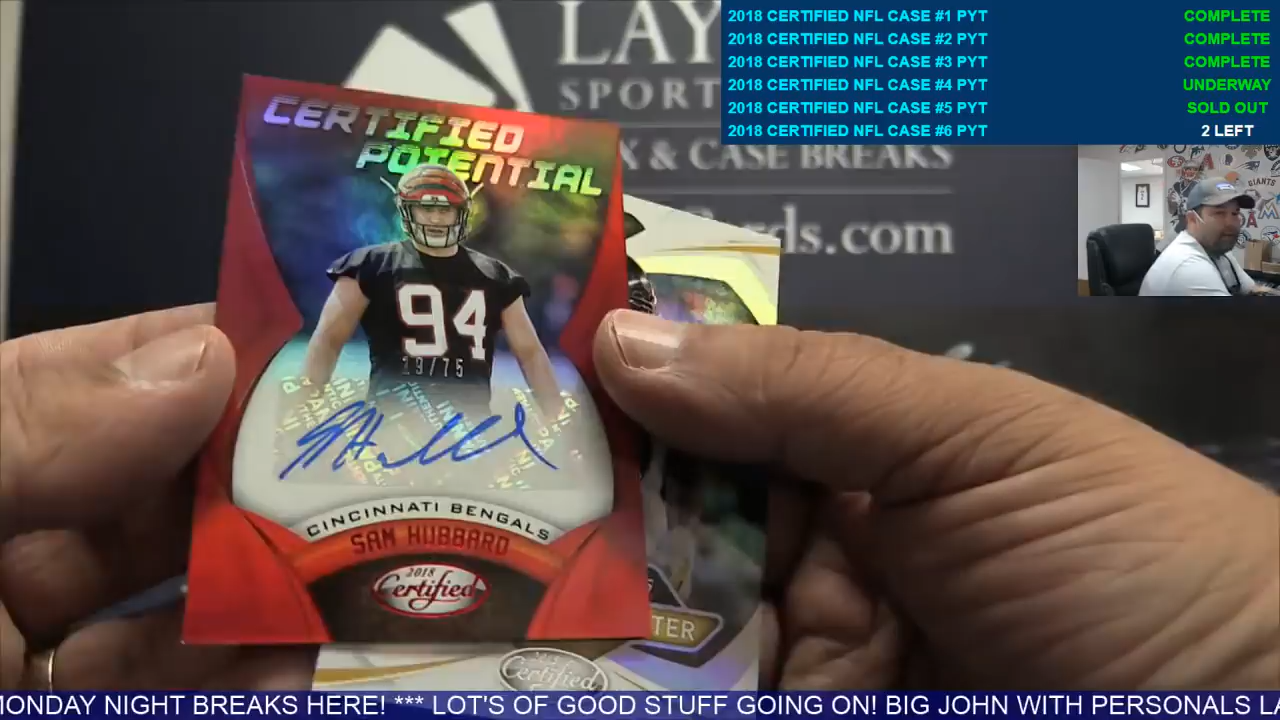 2018 CERTIFIED NFL CASE #1 PYT COMPLETE
2018 CERTIFIED NFL CASE #2 PYT COMPLETE
2018 CERTIFIED NFL CASE #3 PYT COMPLETE
2018 CERTIFIED NFL CASE #4 PYT UNDERWAY
2018 CERTIFIED NFL CASE #5 PYT SOLD OUT
2018 CERTIFIED NFL CASE #6 PYT 2 LEFT
LAY
SPORT
X & CASE BREAKS
rds.com
GIANTS
CERTIFIED
POTENTIAL
94
19/75
CINCINNATI BENGALS
SAM HUBBARD
2018
Certified
TER
Certified
MONDAY NIGHT BREAKS HERE! *** LOT'S OF GOOD STUFF GOING ON! BIG JOHN WITH PERSONALS LA